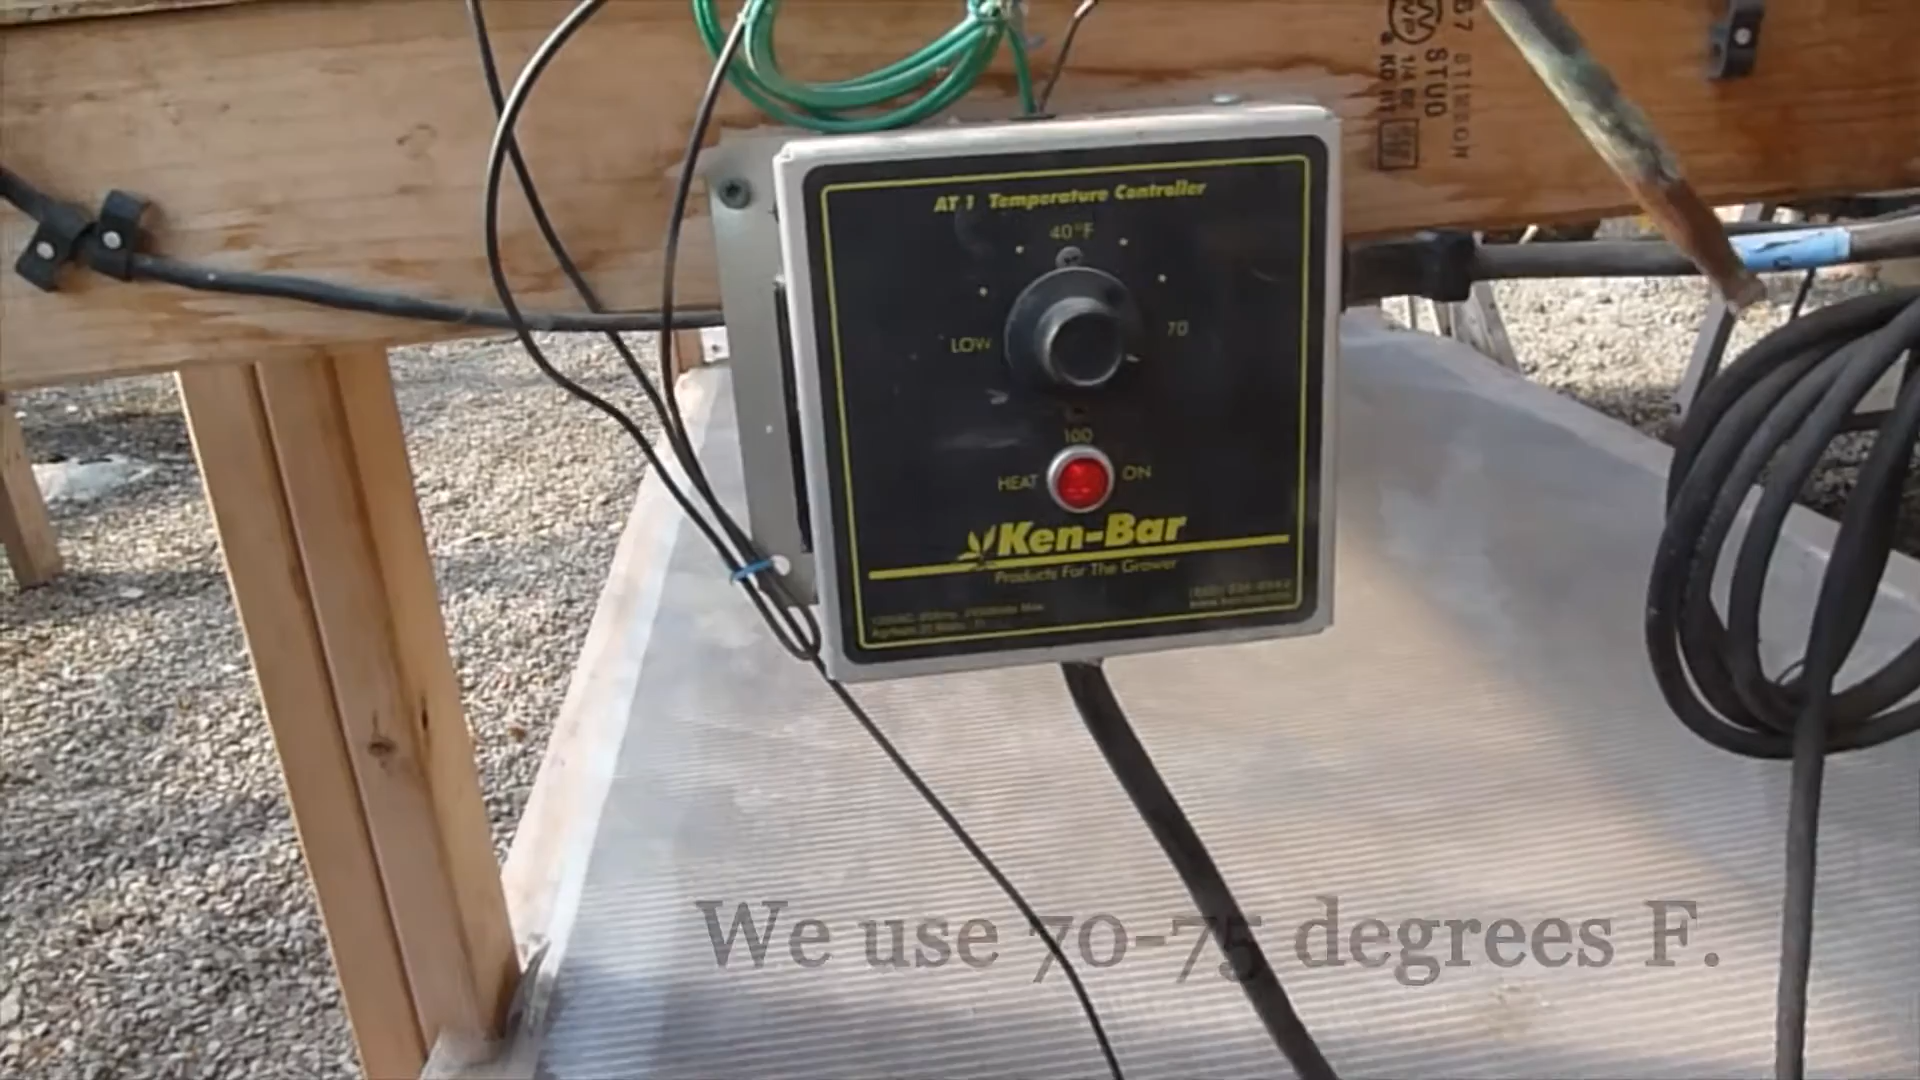 STUD
AT 1 Temperature Controller
40°F
LOW
70
100
HEAT ON
Ken-Bar
Products For The Grower
We use 70-75 degrees F.